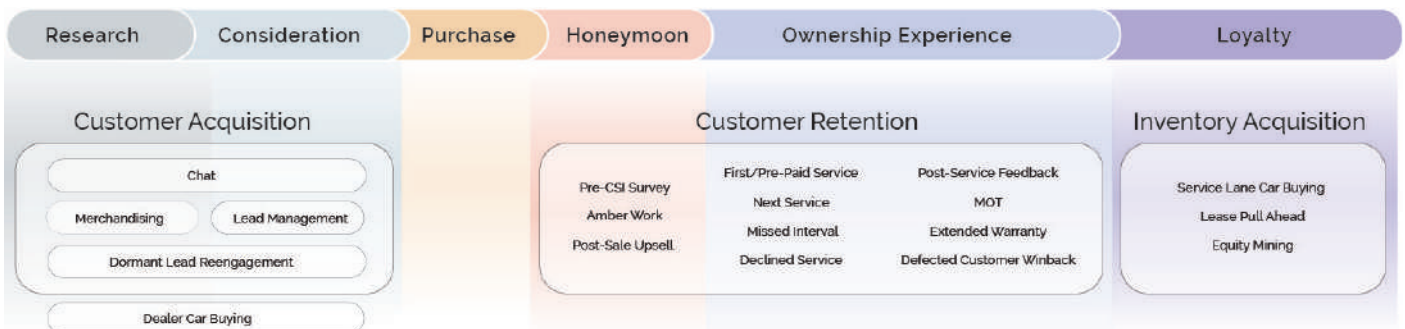 Research
Consideration
Purchase
Honeymoon
Ownership Experience
Loyalty
Customer Acquisition
Chat
Merchandising
Lead Management
Dormant Lead Reengagement
Dealer Car Buying
Customer Retention
Pre-CSI Survey
Amber Work
Post-Sale Upsell
First/Pre-Paid Service
Next Service
Missed Interval
Declined Service
Post-Service Feedback
MOT
Extended Warranty
Defected Customer Winback
Inventory Acquisition
Service Lane Car Buying
Lease Pull Ahead
Equity Mining